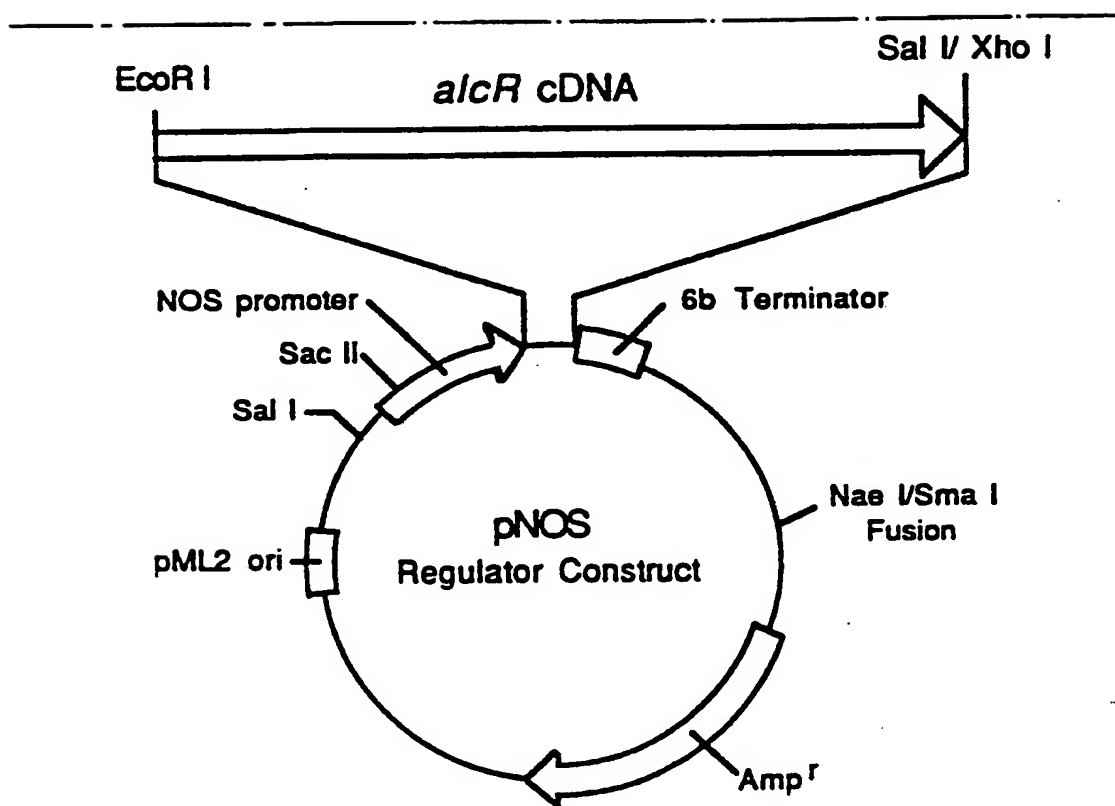 EcoR I
alcR cDNA
Sal I/ Xho I
NOS promoter
6b Terminator
Sac II
Sal I
Nae I/Sma I
Fusion
pNOS
Regulator Construct
pML2 ori
Amp r